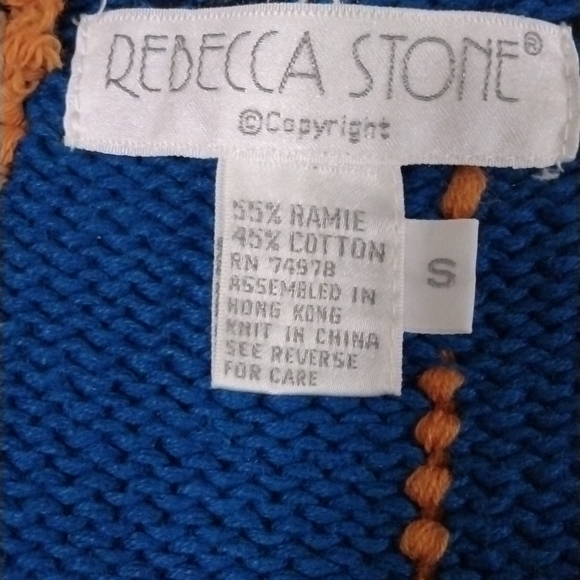 REBECCA STONE®
©Copyright
55% RAMIE
45% COTTON
RN 74978
ASSEMBLED IN
HONG KONG
KNIT IN CHINA
SEE REVERSE
FOR CARE
S